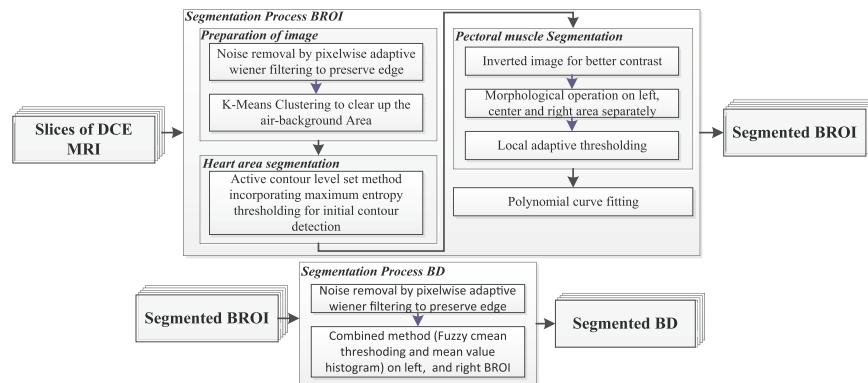 Segmentation Process BROI
Preparation of image
Noise removal by pixelwise adaptive
wiener filtering to preserve edge
K-Means Clustering to clear up the
air-background Area
Slices of DCE
MRI
Heart area segmentation
Active contour level set method
incorporating maximum entropy
thresholding for initial contour
detection
Pectoral muscle Segmentation
Inverted image for better contrast
Morphological operation on left,
center and right area separately
Local adaptive thresholding
Polynomial curve fitting
Segmented BROI
Segmentation Process BD
Noise removal by pixelwise adaptive
wiener filtering to preserve edge
Segmented BROI
Combined method (Fuzzy cmean
threshoding and mean value
histogram) on left, and right BROI
Segmented BD